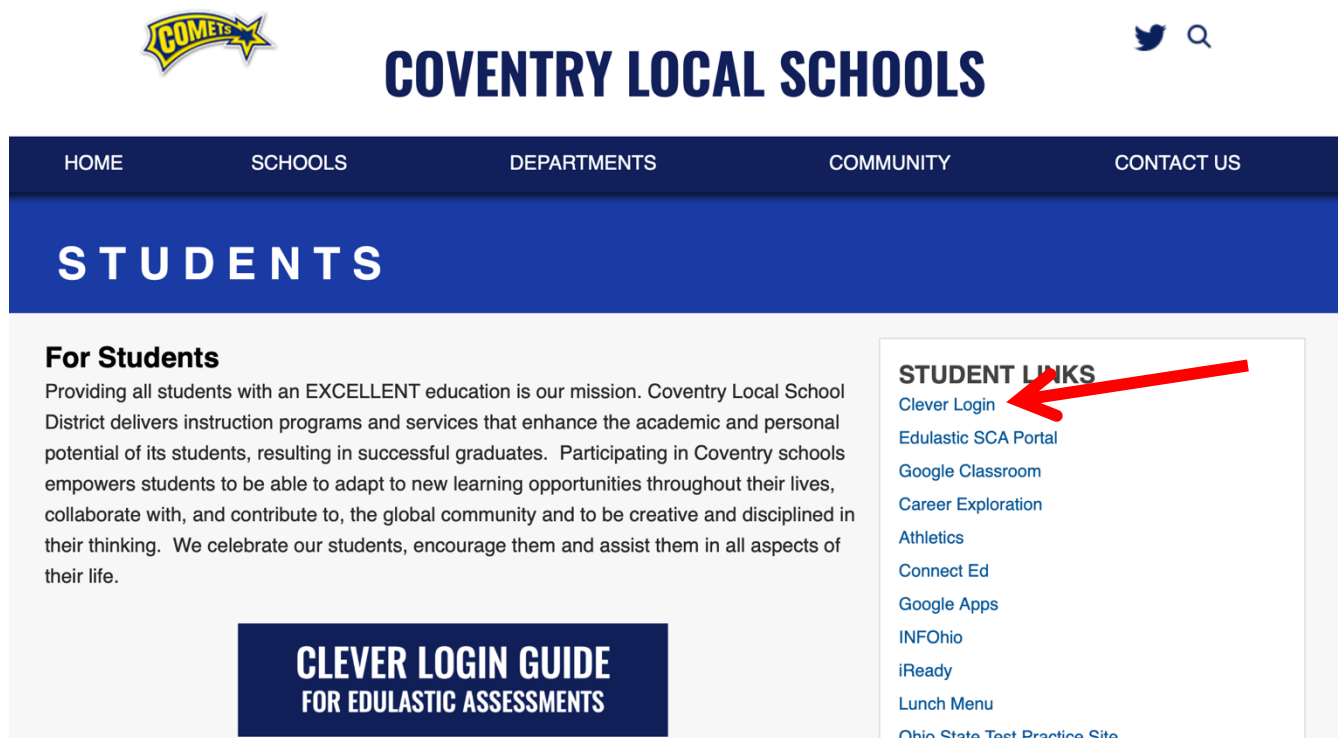 COMETS
COVENTRY LOCAL SCHOOLS
HOME SCHOOLS DEPARTMENTS COMMUNITY CONTACT US
STUDENTS
For Students
Providing all students with an EXCELLENT education is our mission. Coventry Local School
District delivers instruction programs and services that enhance the academic and personal
potential of its students, resulting in successful graduates.  Participating in Coventry schools
empowers students to be able to adapt to new learning opportunities throughout their lives,
collaborate with, and contribute to, the global community and to be creative and disciplined in
their thinking.  We celebrate our students, encourage them and assist them in all aspects of
their life.
CLEVER LOGIN GUIDE
FOR EDULASTIC ASSESSMENTS
STUDENT LINKS
Clever Login
Edulastic SCA Portal
Google Classroom
Career Exploration
Athletics
Connect Ed
Google Apps
INFOhio
iReady
Lunch Menu
Ohio State Test Practice Site